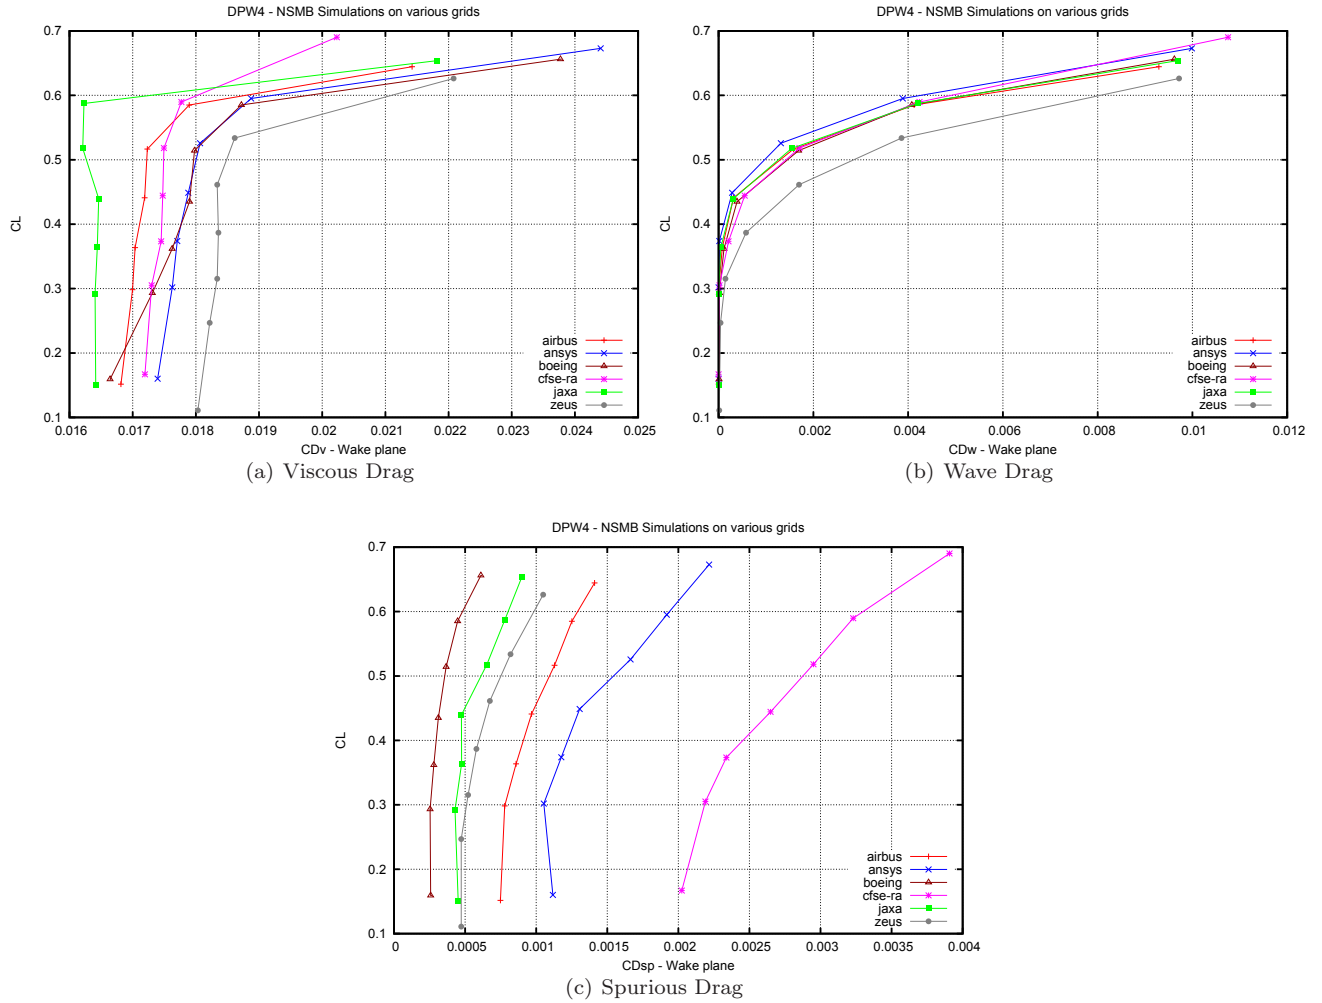 DPW4 - NSMB Simulations on various grids
0.7
0.6
0.5
0.4
0.3
0.2
0.1
CL
0.016 0.017 0.018 0.019 0.02 0.021 0.022 0.023 0.024 0.025
CDv - Wake plane
airbus
ansys
boeing
cfse-ra
jaxa
zeus
(a) Viscous Drag
DPW4 - NSMB Simulations on various grids
0.7
0.6
0.5
0.4
0.3
0.2
0.1
CL
0 0.002 0.004 0.006 0.008 0.01 0.012
CDw - Wake plane
airbus
ansys
boeing
cfse-ra
jaxa
zeus
(b) Wave Drag
DPW4 - NSMB Simulations on various grids
0.7
0.6
0.5
0.4
0.3
0.2
0.1
CL
0 0.0005 0.001 0.0015 0.002 0.0025 0.003 0.0035 0.004
CDsp - Wake plane
airbus
ansys
boeing
cfse-ra
jaxa
zeus
(c) Spurious Drag